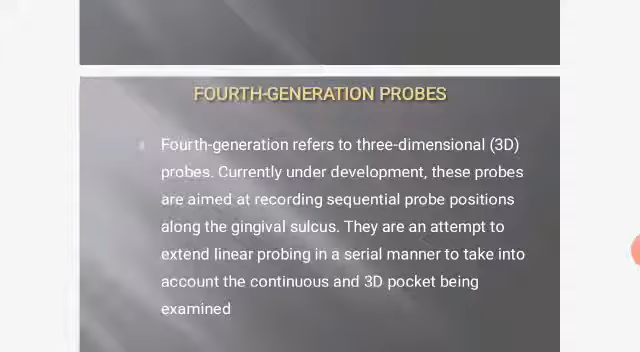 FOURTH-GENERATION PROBES
Fourth-generation refers to three-dimensional (3D)
probes. Currently under development, these probes
are aimed at recording sequential probe positions
along the gingival sulcus. They are an attempt to
extend linear probing in a serial manner to take into
account the continuous and 3D pocket being
examined